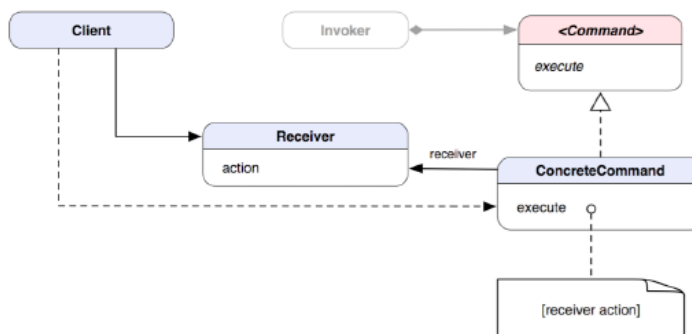 Client
Invoker
<Command>
execute
Receiver
action
receiver
ConcreteCommand
execute
[receiver action]